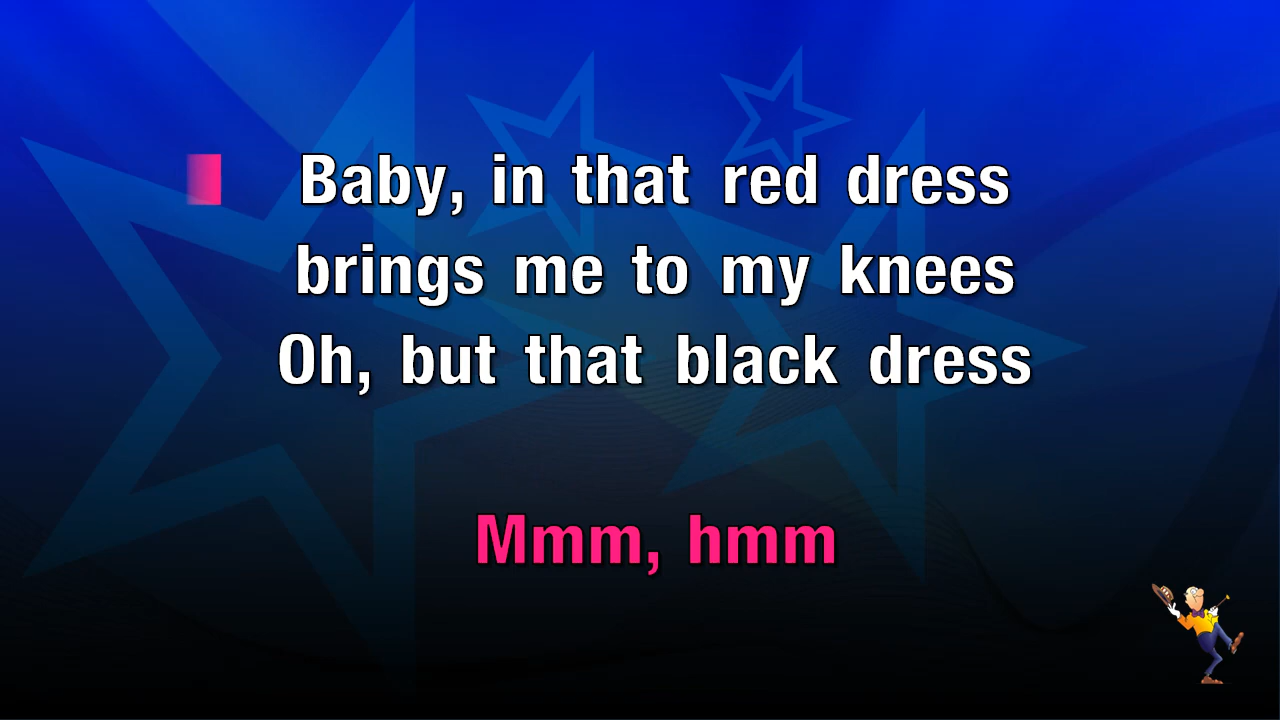 Baby, in that red dress
brings me to my knees
Oh, but that black dress
Mmm, hmm